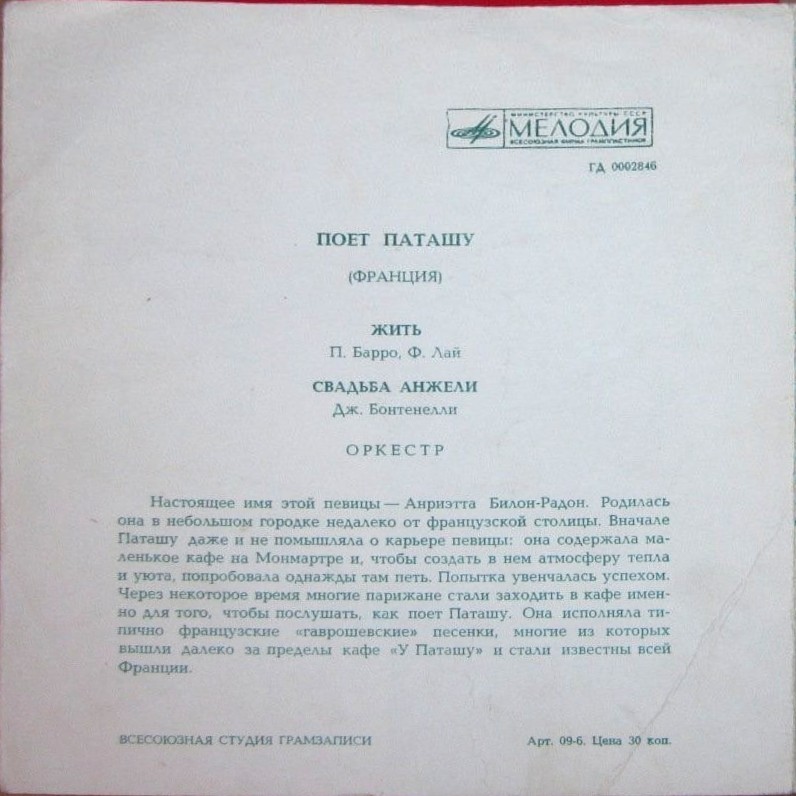 МИНИСТЕРСТВО КУЛЬТУРЫ СССР
МЕЛОДИЯ
ВСЕСОЮЗНАЯ ФИРМА ГРАМПЛАСТИНОК
ГД 0002846
ПОЕТ ПАТАШУ
(ФРАНЦИЯ)
ЖИТЬ
П. Барро, Ф. Лай
СВАДЬБА АНЖЕЛИ
Дж. Бонтенелли
ОРКЕСТР
Настоящее имя этой певицы — Анриэтта Билон-Радон. Родилась
она в небольшом городке недалеко от французской столицы. Вначале
Паташу даже и не помышляла о карьере певицы: она содержала ма-
ленькое кафе на Монмартре и, чтобы создать в нем атмосферу тепла
и уюта, попробовала однажды там петь. Попытка увенчалась успехом.
Через некоторое время многие парижане стали заходить в кафе имен-
но для того, чтобы послушать, как поет Паташу. Она исполняла ти-
пично французские «гаврошевские» песенки, многие из которых
вышли далеко за пределы кафе «У Паташу» и стали известны всей
Франции.
ВСЕСОЮЗНАЯ СТУДИЯ ГРАМЗАПИСИ
Арт. 09-6. Цена 30 коп.